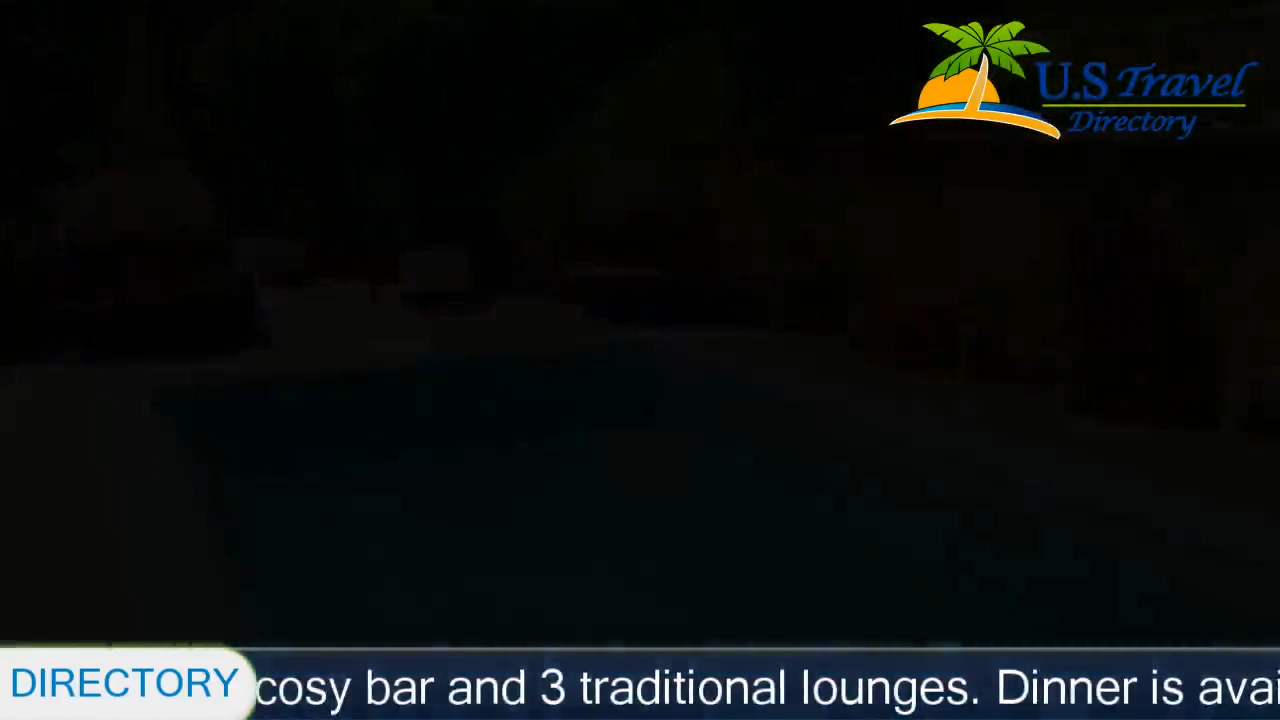 U.S Travel
Directory
DIRECTORY
cosy bar and 3 traditional lounges. Dinner is avai